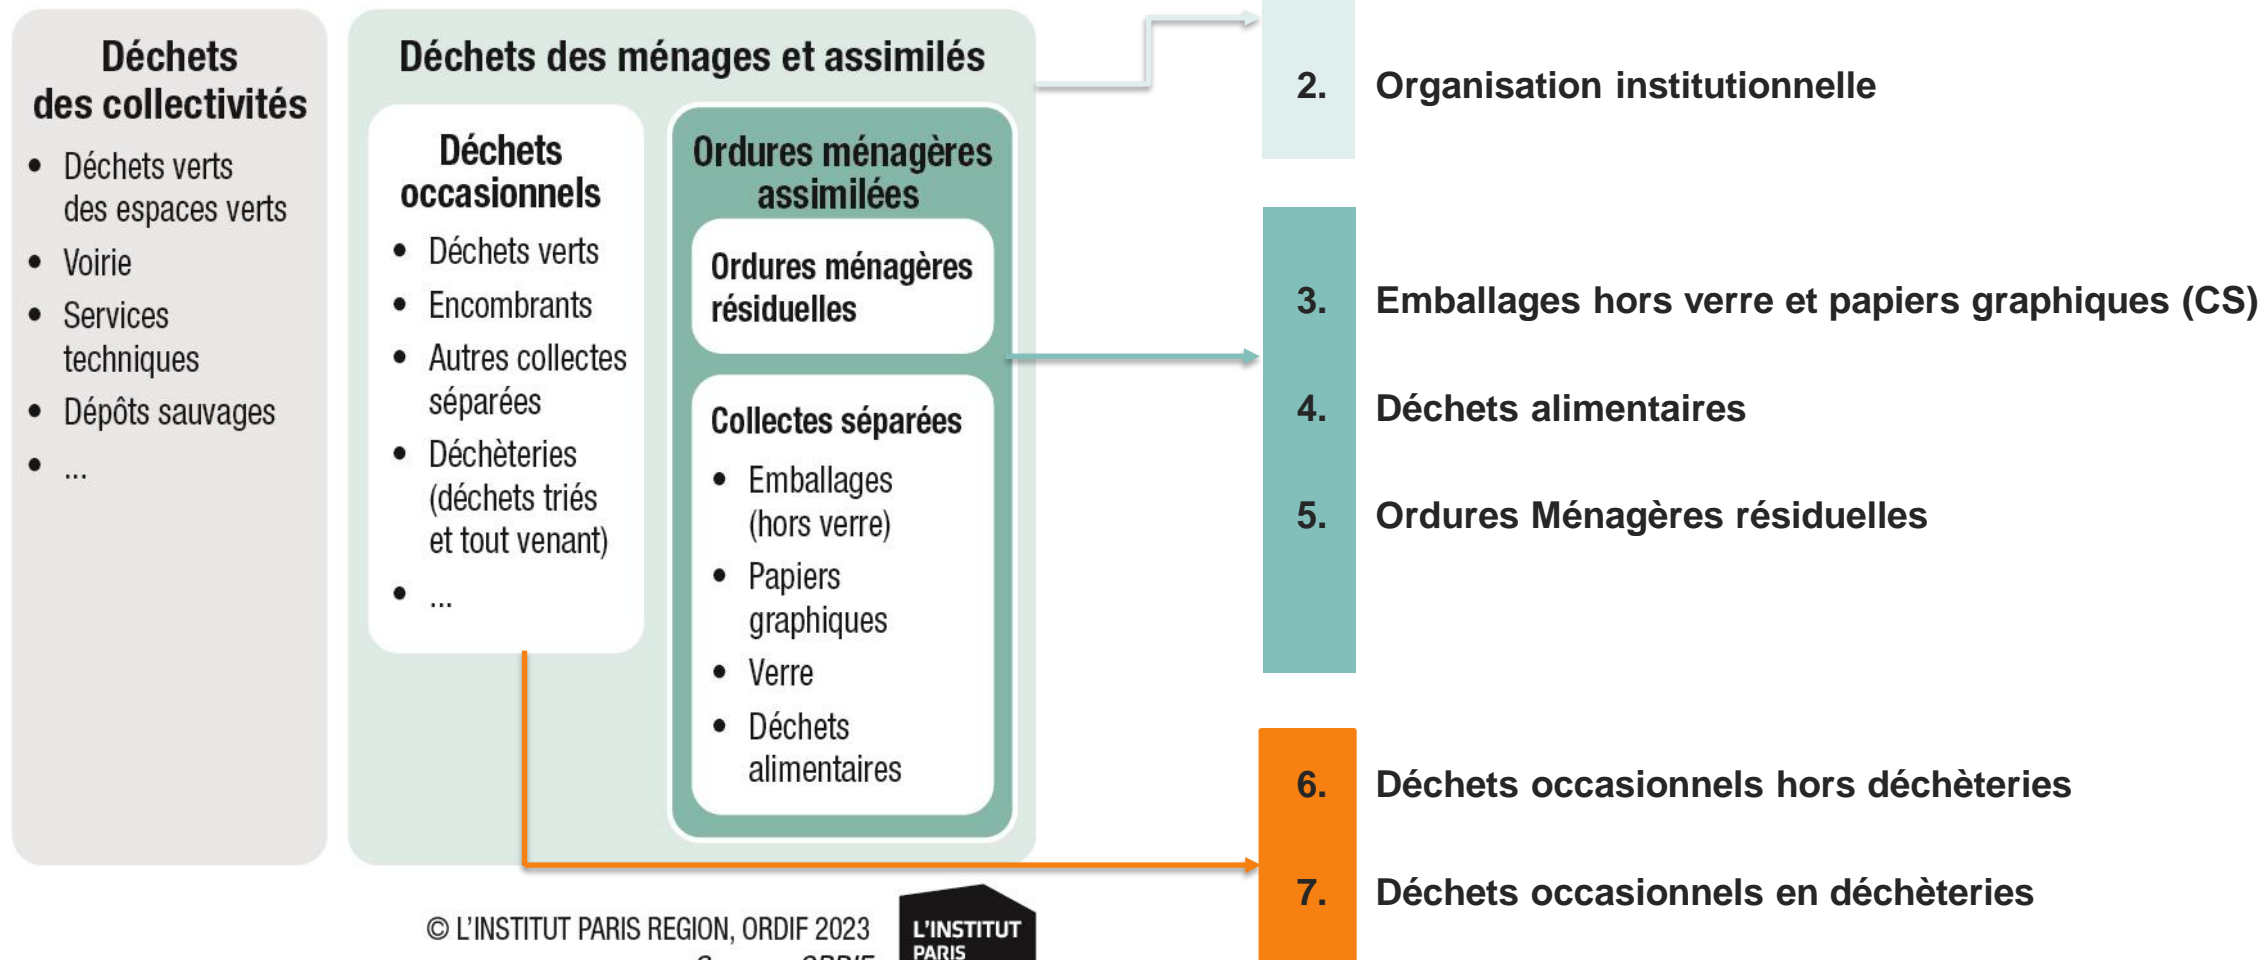 Déchets
des collectivités
• Déchets verts
des espaces verts
• Voirie
• Services
techniques
• Dépôts sauvages
• ...
Déchets des ménages et assimilés
Déchets
occasionnels
• Déchets verts
• Encombrants
• Autres collectes
séparées
• Déchèteries
(déchets triés
et tout venant)
• ...
Ordures ménagères
assimilées
Ordures ménagères
résiduelles
Collectes séparées
• Emballages
(hors verre)
• Papiers
graphiques
• Verre
• Déchets
alimentaires
© L'INSTITUT PARIS REGION, ORDIF 2023
L'INSTITUT
PARIS
2. Organisation institutionnelle
3. Emballages hors verre et papiers graphiques (CS)
4. Déchets alimentaires
5. Ordures Ménagères résiduelles
6. Déchets occasionnels hors déchèteries
7. Déchets occasionnels en déchèteries